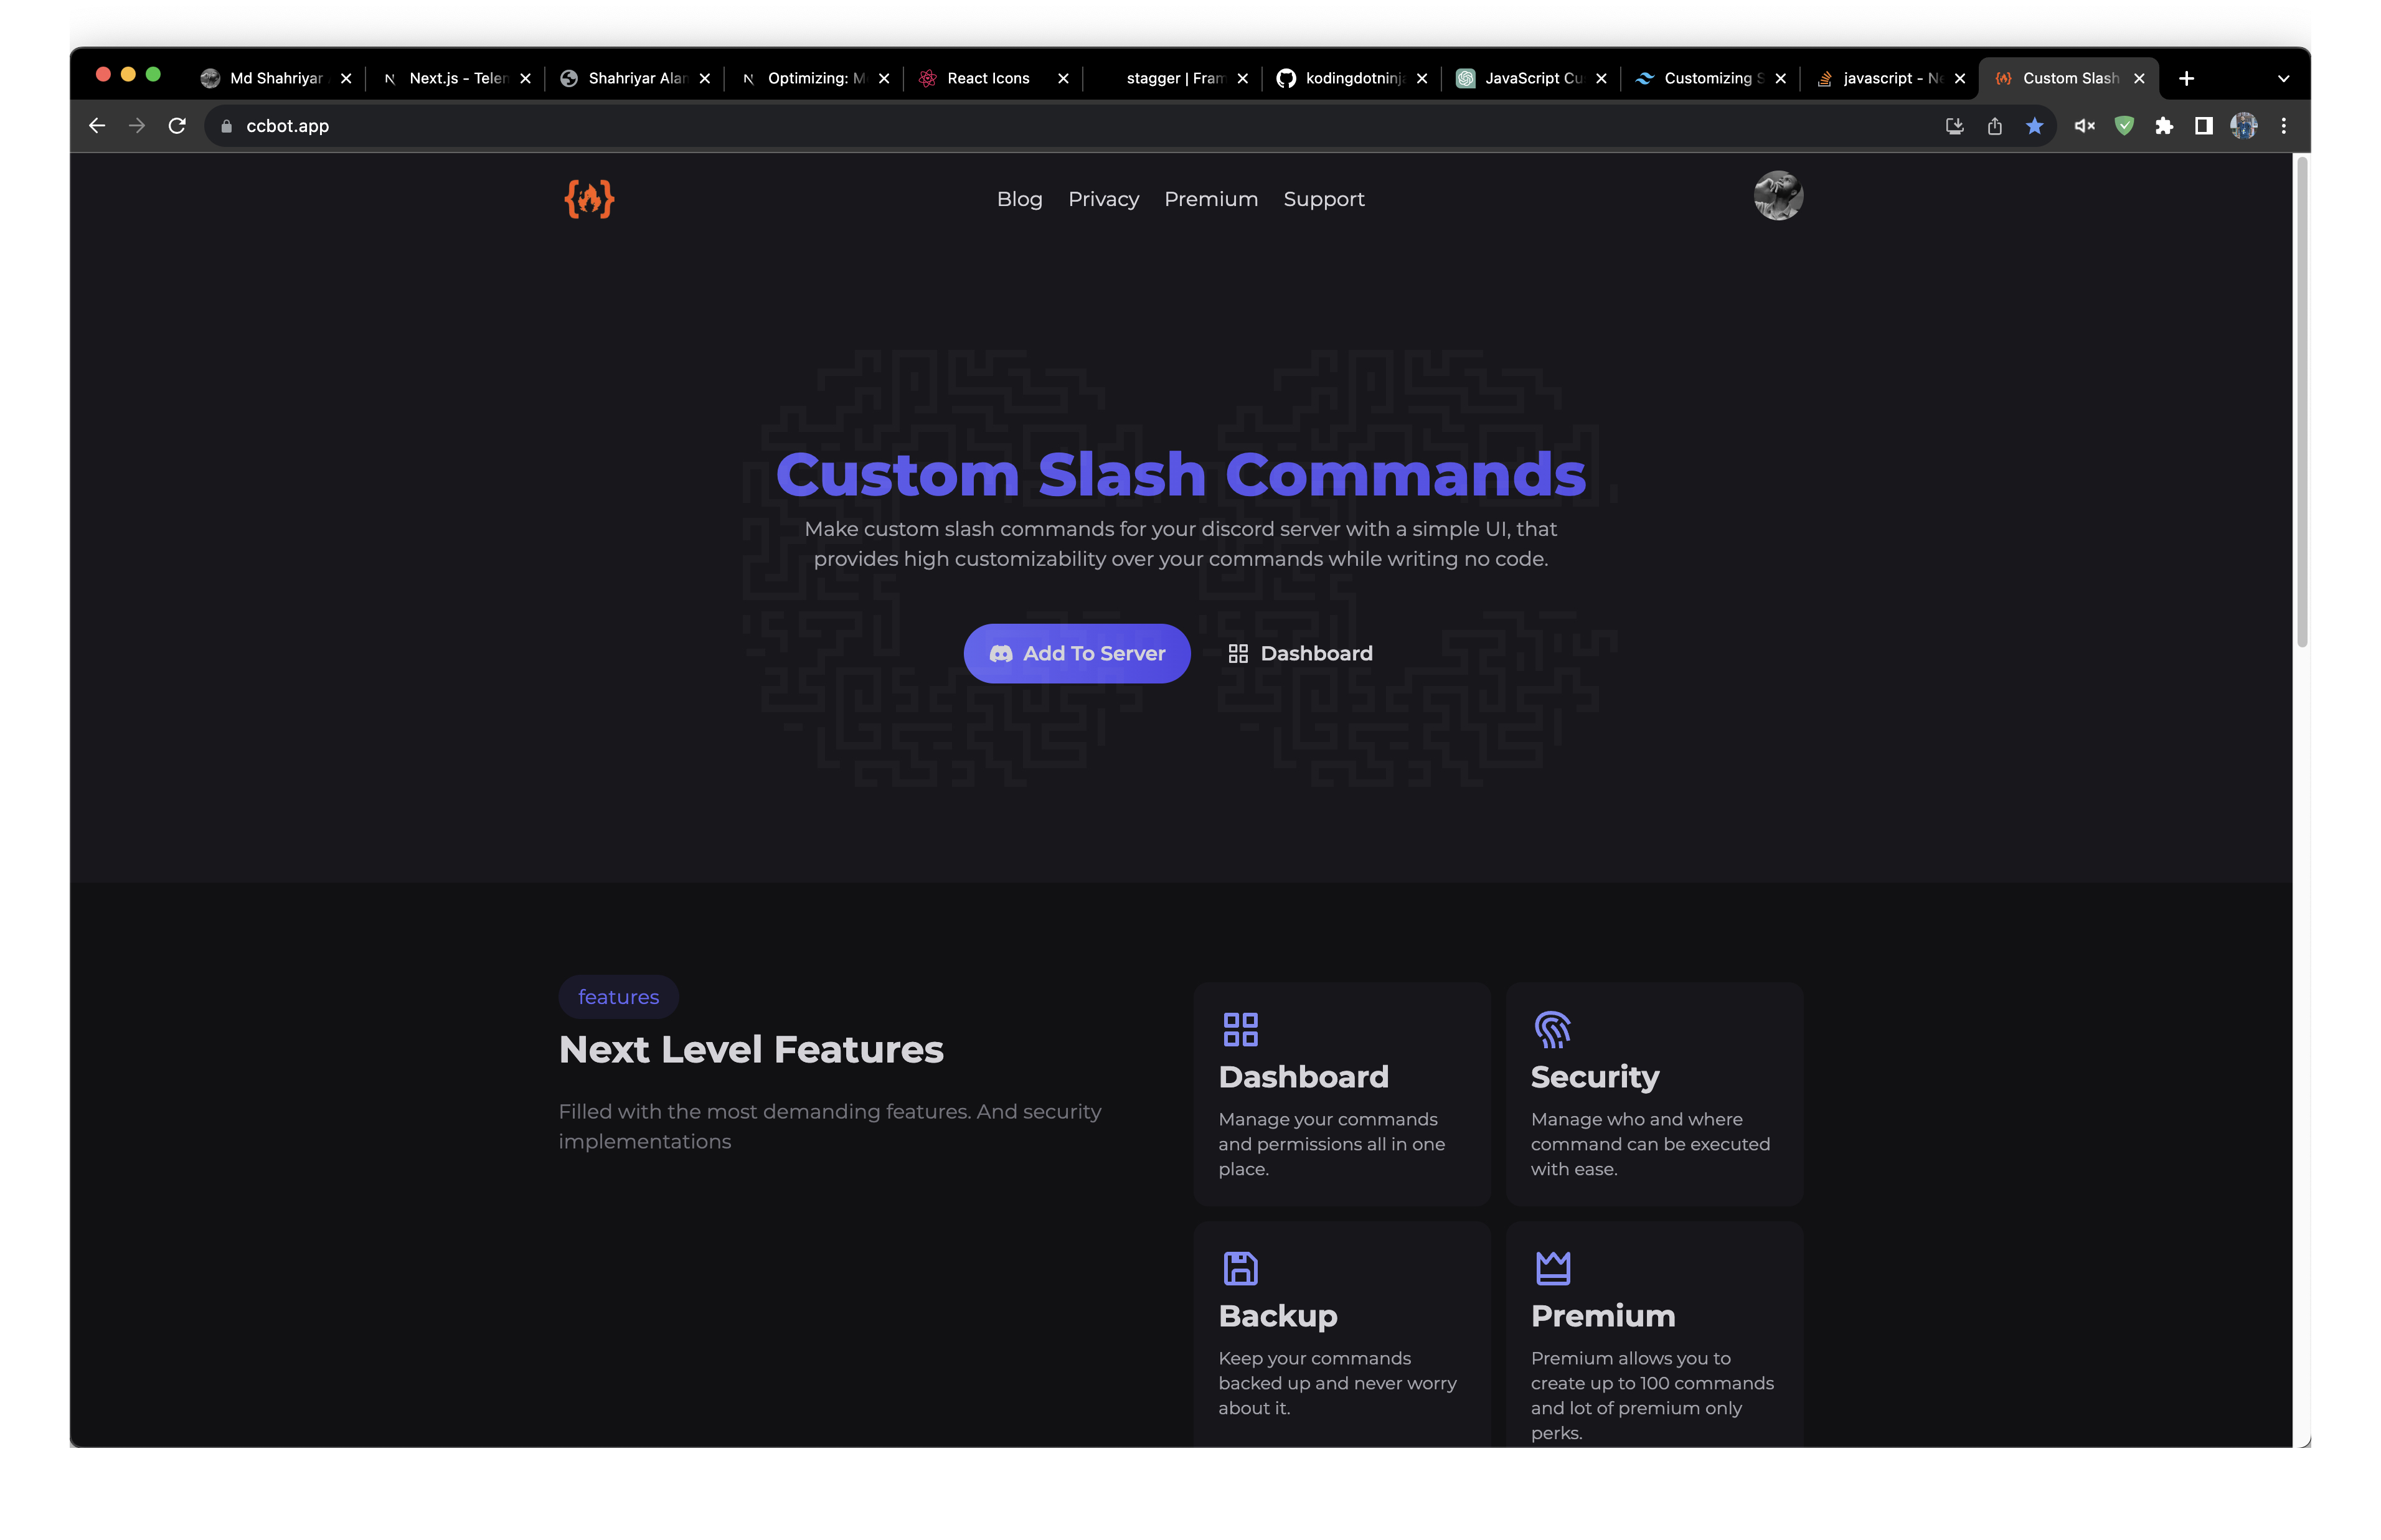 Md Shahriyar
Next.js - Telem
Shahriyar Alam
Optimizing: M
React Icons
stagger | Fram
kodingdotninja
JavaScript Cu
Customizing S
javascript - Ne
Custom Slash
ccbot.app
Blog Privacy Premium Support
Custom Slash Commands
Make custom slash commands for your discord server with a simple UI, that
provides high customizability over your commands while writing no code.
Add To Server Dashboard
features
Next Level Features
Filled with the most demanding features. And security
implementations
Dashboard
Manage your commands
and permissions all in one
place.
Security
Manage who and where
command can be executed
with ease.
Backup
Keep your commands
backed up and never worry
about it.
Premium
Premium allows you to
create up to 100 commands
and lot of premium only
perks.